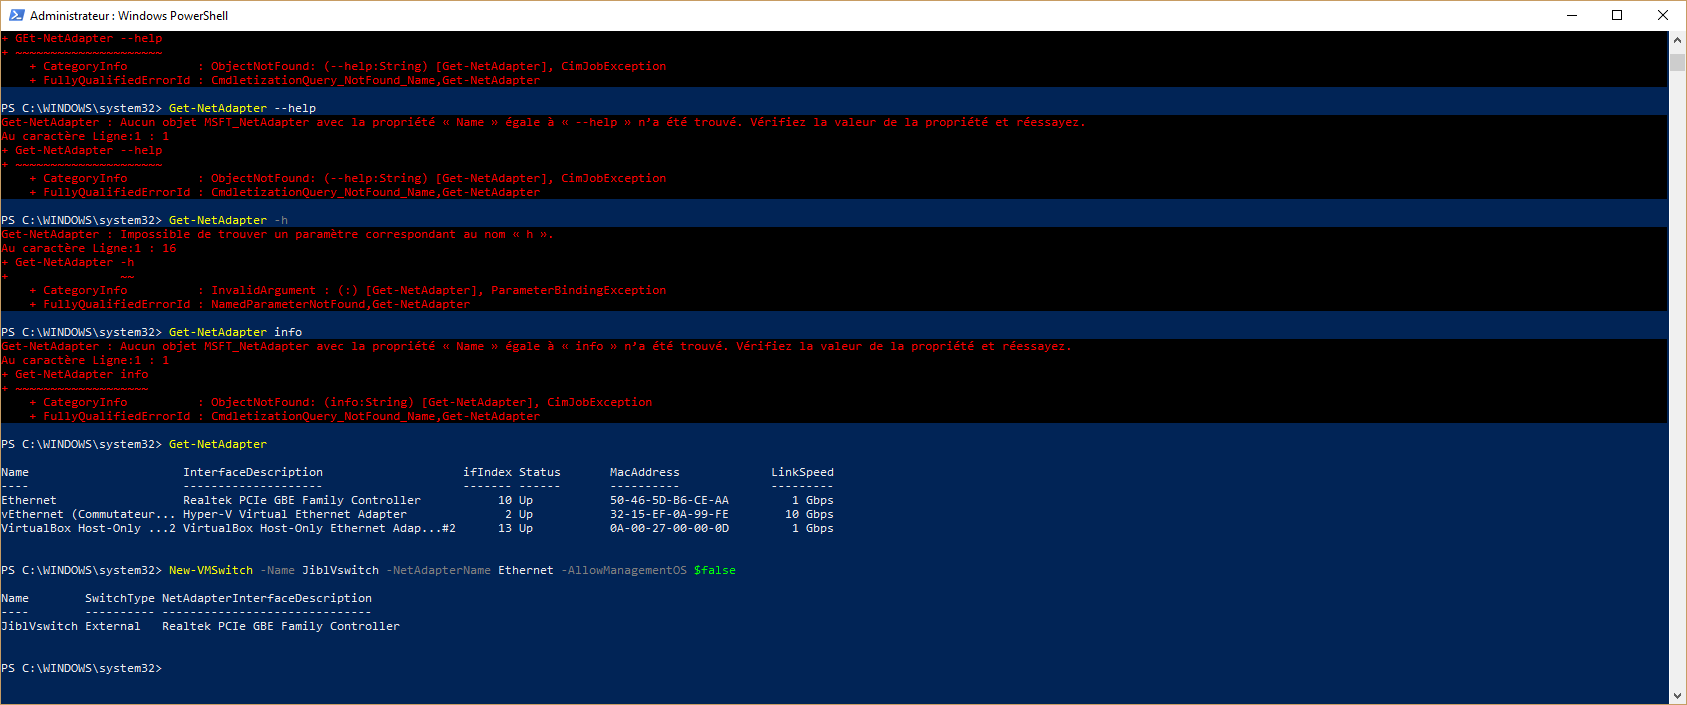 Administrateur : Windows PowerShell
+ GEt-NetAdapter --help
+ ~~~~~~~~~~~~~~~~~~~~~
    + CategoryInfo          : ObjectNotFound: (--help:String) [Get-NetAdapter], CimJobException
    + FullyQualifiedErrorId : CmdletizationQuery_NotFound_Name,Get-NetAdapter
PS C:\WINDOWS\system32> Get-NetAdapter --help
Get-NetAdapter : Aucun objet MSFT_NetAdapter avec la propriété « Name » égale à « --help » n’a été trouvé. Vérifiez la valeur de la propriété et réessayez.
Au caractère Ligne:1 : 1
+ Get-NetAdapter --help
+ ~~~~~~~~~~~~~~~~~~~~~
    + CategoryInfo          : ObjectNotFound: (--help:String) [Get-NetAdapter], CimJobException
    + FullyQualifiedErrorId : CmdletizationQuery_NotFound_Name,Get-NetAdapter
PS C:\WINDOWS\system32> Get-NetAdapter -h
Get-NetAdapter : Impossible de trouver un paramètre correspondant au nom « h ».
Au caractère Ligne:1 : 16
+ Get-NetAdapter -h
+                ~~
    + CategoryInfo          : InvalidArgument : (:) [Get-NetAdapter], ParameterBindingException
    + FullyQualifiedErrorId : NamedParameterNotFound,Get-NetAdapter
PS C:\WINDOWS\system32> Get-NetAdapter info
Get-NetAdapter : Aucun objet MSFT_NetAdapter avec la propriété « Name » égale à « info » n’a été trouvé. Vérifiez la valeur de la propriété et réessayez.
Au caractère Ligne:1 : 1
+ Get-NetAdapter info
+ ~~~~~~~~~~~~~~~~~~~
    + CategoryInfo          : ObjectNotFound: (info:String) [Get-NetAdapter], CimJobException
    + FullyQualifiedErrorId : CmdletizationQuery_NotFound_Name,Get-NetAdapter
PS C:\WINDOWS\system32> Get-NetAdapter
Name                      InterfaceDescription                    ifIndex Status       MacAddress             LinkSpeed
----                      --------------------                    ------- ------       ----------             ---------
Ethernet                  Realtek PCIe GBE Family Controller           10 Up           50-46-5D-B6-CE-AA         1 Gbps
vEthernet (Commutateur... Hyper-V Virtual Ethernet Adapter              2 Up           32-15-EF-0A-99-FE        10 Gbps
VirtualBox Host-Only ...2 VirtualBox Host-Only Ethernet Adap...#2      13 Up           0A-00-27-00-00-0D         1 Gbps
PS C:\WINDOWS\system32> New-VMSwitch -Name JiblVswitch -NetAdapterName Ethernet -AllowManagementOS $false
Name        SwitchType NetAdapterInterfaceDescription
----        ---------- ------------------------------
JiblVswitch External   Realtek PCIe GBE Family Controller
PS C:\WINDOWS\system32>